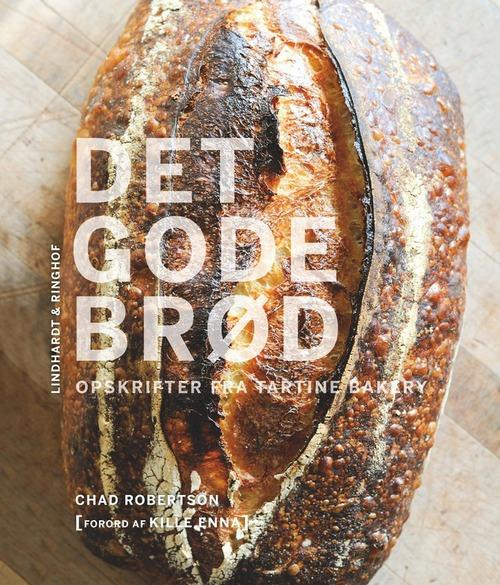 DET
GODE
BRØD
OPSKRIFTER FRA TARTINE BAKERY
LINDHARDT & RINGHOF
CHAD ROBERTSON
[FORORD AF KILLE ENNA]